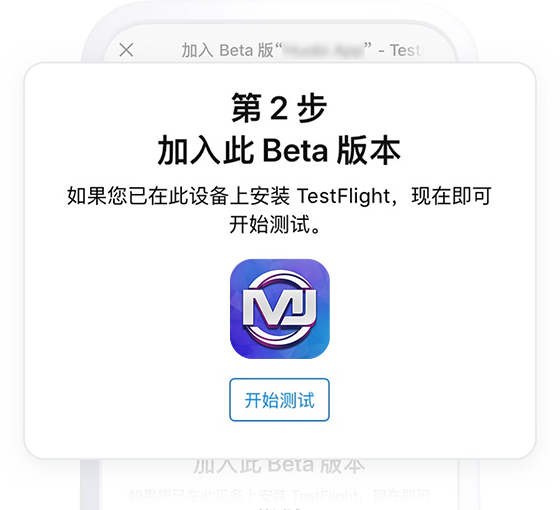 加入 Beta 版“ ” - Test
第 2 步
加入此 Beta 版本
如果您已在此设备上安装 TestFlight，现在即可
开始测试。
MJ
开始测试
加入此 Beta 版本
如果您已在此设备上安装 TestFlight，现在即可